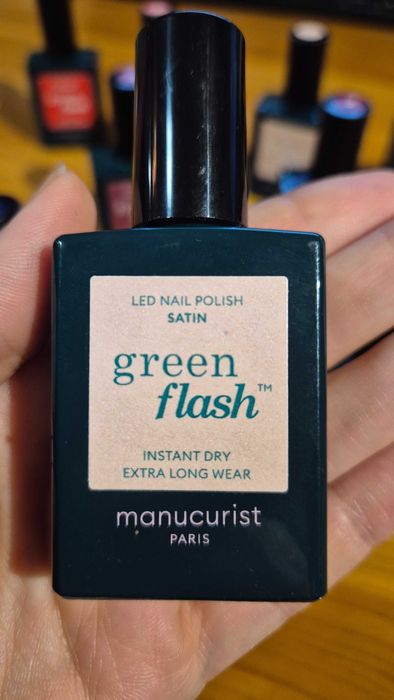 LED NAIL POLISH
SATIN
green
flash™
INSTANT DRY
EXTRA LONG WEAR
manucurist
PARIS